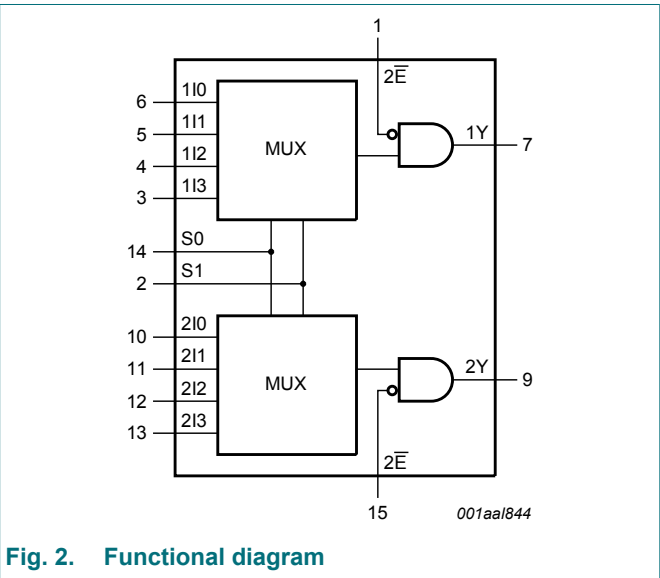 1
2E̅
6 1I0
5 1I1
4 1I2
3 1I3
MUX
1Y 7
14 S0
2 S1
10 2I0
11 2I1
12 2I2
13 2I3
MUX
2Y 9
2E̅
15
001aal844
Fig. 2. Functional diagram